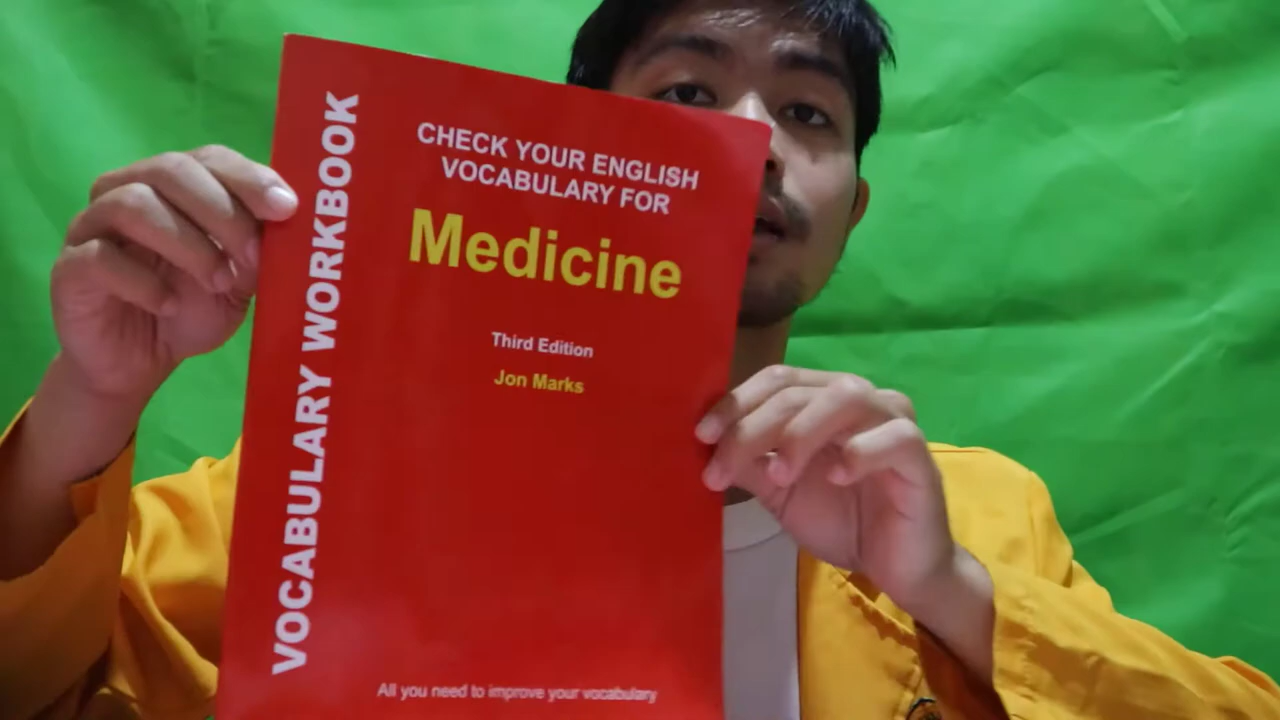 VOCABULARY WORKBOOK
CHECK YOUR ENGLISH
VOCABULARY FOR
Medicine
Third Edition
Jon Marks
All you need to improve your vocabulary